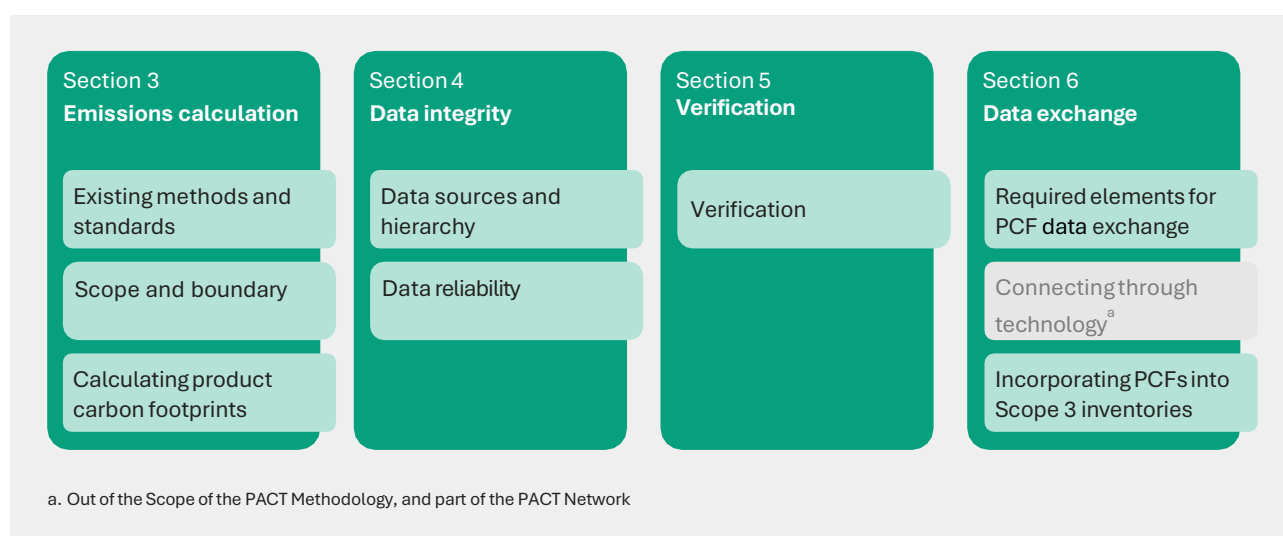 Section 3
Emissions calculation
Existing methods and
standards
Scope and boundary
Calculating product
carbon footprints
Section 4
Data integrity
Data sources and
hierarchy
Data reliability
Section 5
Verification
Verification
Section 6
Data exchange
Required elements for
PCF data exchange
Connecting through
technologyᵃ
Incorporating PCFs into
Scope 3 inventories
a. Out of the Scope of the PACT Methodology, and part of the PACT Network